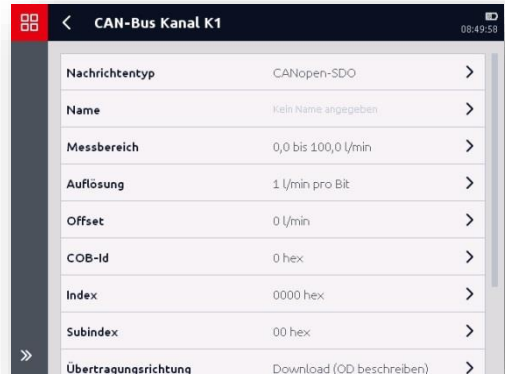 CAN-Bus Kanal K1
08:49:58
Nachrichtentyp CANopen-SDO
Name Kein Name angegeben
Messbereich 0,0 bis 100,0 l/min
Auflösung 1 l/min pro Bit
Offset 0 l/min
COB-Id 0 hex
Index 0000 hex
Subindex 00 hex
Übertragungsrichtung Download (OD beschreiben)